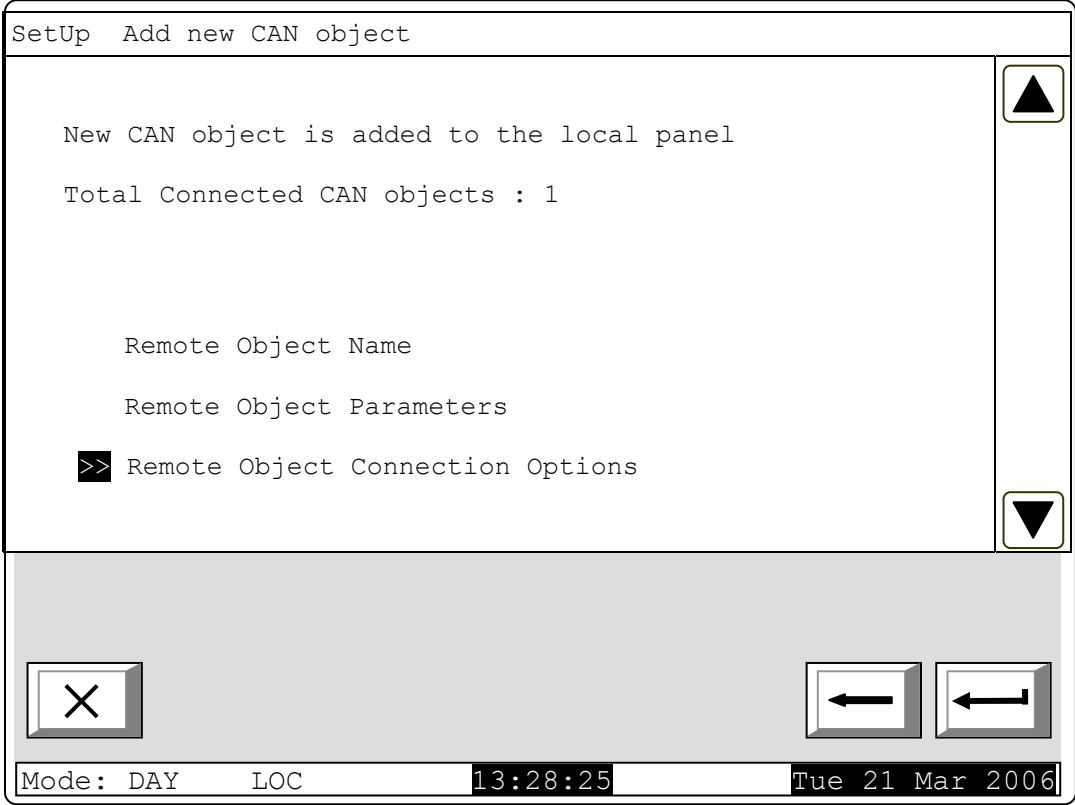 SetUp  Add new CAN object
New CAN object is added to the local panel
Total Connected CAN objects : 1
Remote Object Name
Remote Object Parameters
>> Remote Object Connection Options
Mode: DAY    LOC    13:28:25    Tue 21 Mar 2006